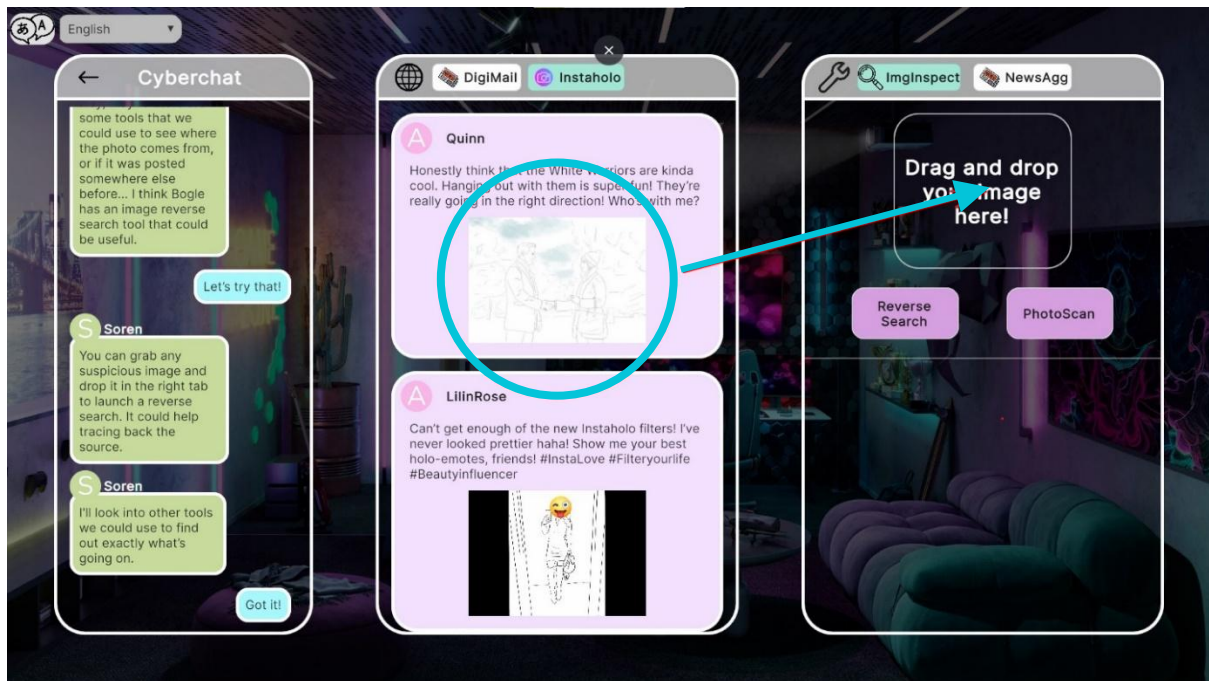 あ A
English
Cyberchat
some tools that we
could use to see where
the photo comes from,
or if it was posted
somewhere else
before... I think Bogle
has an image reverse
search tool that could
be useful.
Let's try that!
S Soren
You can grab any
suspicious image and
drop it in the right tab
to launch a reverse
search. It could help
tracing back the
source.
S Soren
I'll look into other tools
we could use to find
out exactly what's
going on.
Got it!
DigiMail
Instaholo
A Quinn
Honestly think that the White Warriors are kinda
cool. Hanging out with them is super fun! They're
really going in the right direction! Who's with me?
A LilinRose
Can't get enough of the new Instaholo filters! I've
never looked prettier haha! Show me your best
holo-emotes, friends! #InstaLove #Filteryourlife
#Beautyinfluencer
ImgInspect
NewsAgg
Drag and drop
your image
here!
Reverse
Search
PhotoScan